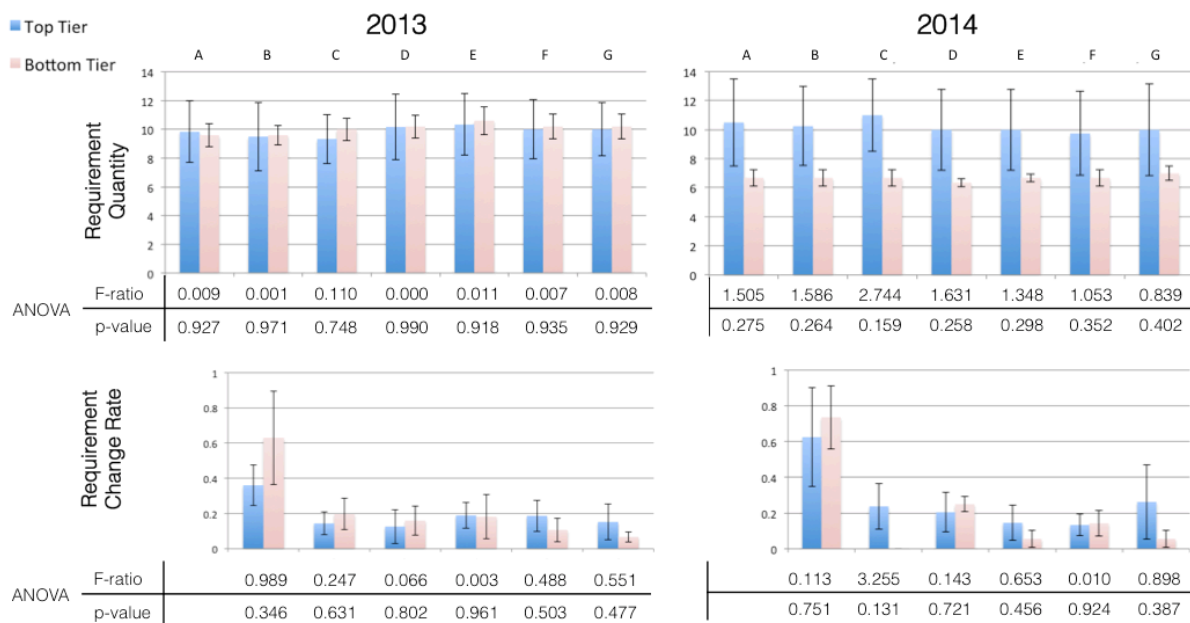 2013 2014
Top Tier
Bottom Tier
A B C D E F G A B C D E F G
Requirement
Quantity
14 14
12 12
10 10
8 8
6 6
4 4
2 2
0 0
ANOVA
F-ratio 0.009 0.001 0.110 0.000 0.011 0.007 0.008 1.505 1.586 2.744 1.631 1.348 1.053 0.839
p-value 0.927 0.971 0.748 0.990 0.918 0.935 0.929 0.275 0.264 0.159 0.258 0.298 0.352 0.402
Requirement
Change Rate
1 1
0.8 0.8
0.6 0.6
0.4 0.4
0.2 0.2
0 0
ANOVA
F-ratio 0.989 0.247 0.066 0.003 0.488 0.551 0.113 3.255 0.143 0.653 0.010 0.898
p-value 0.346 0.631 0.802 0.961 0.503 0.477 0.751 0.131 0.721 0.456 0.924 0.387